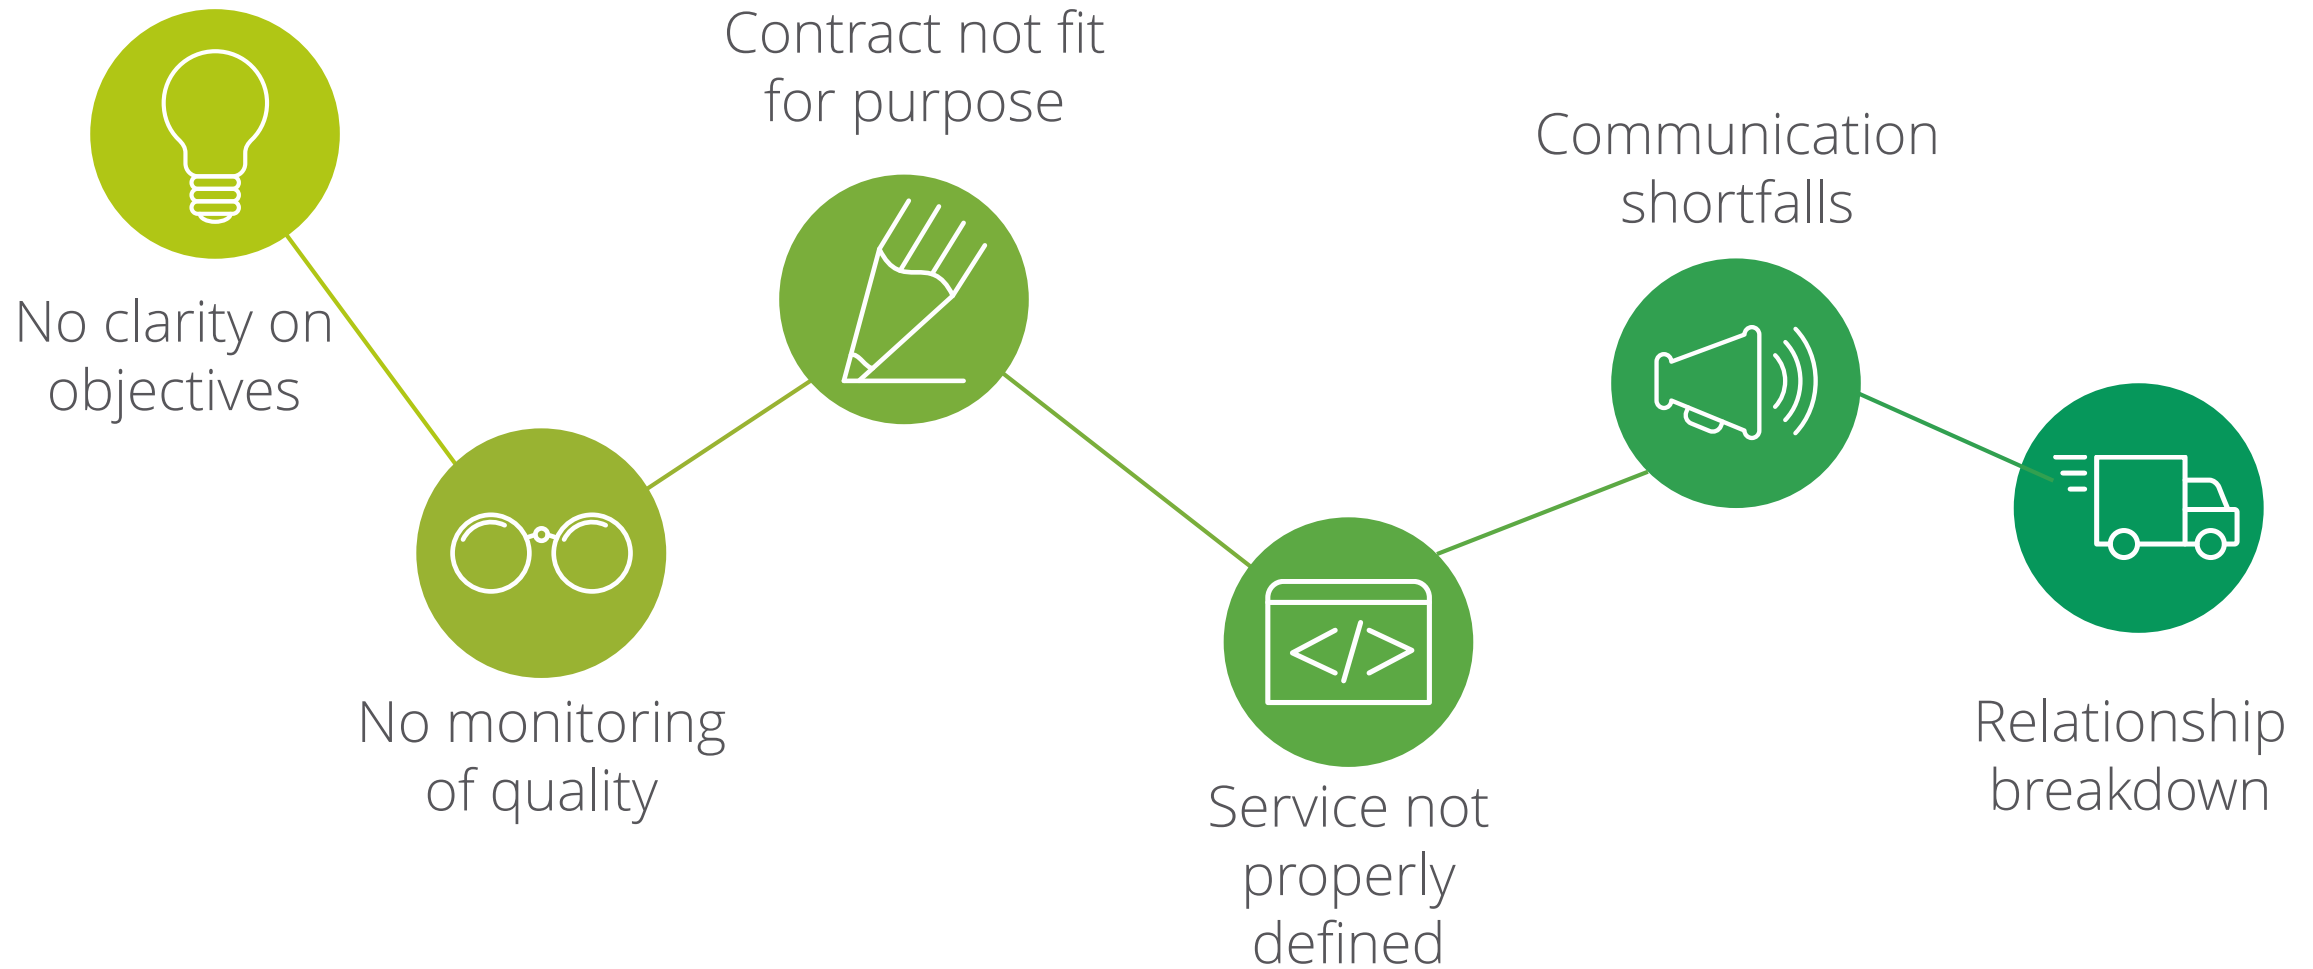 No clarity on
objectives
No monitoring
of quality
Contract not fit
for purpose
Service not
properly
defined
Communication
shortfalls
Relationship
breakdown